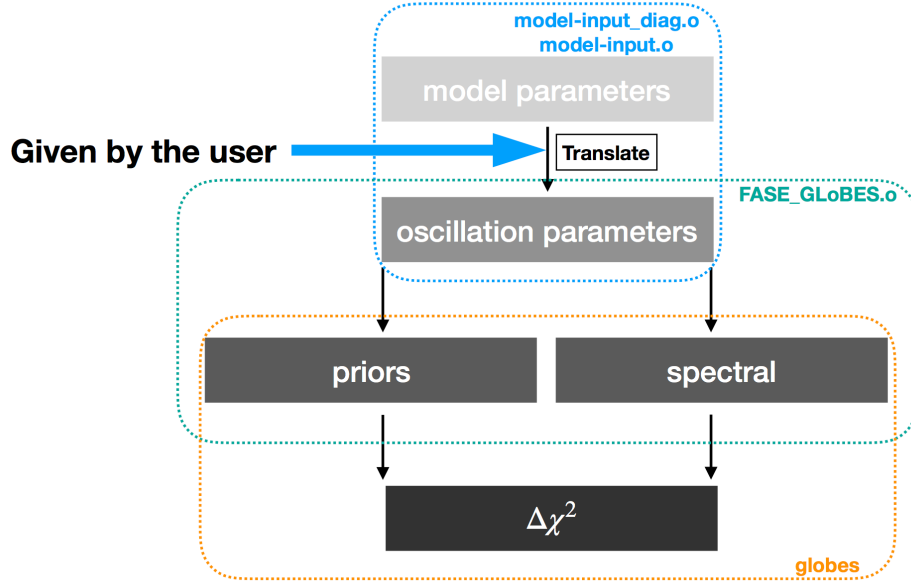 model-input_diag.o
model-input.o
model parameters
Given by the user
Translate
FASE_GLoBES.o
oscillation parameters
priors
spectral
Δχ²
globes